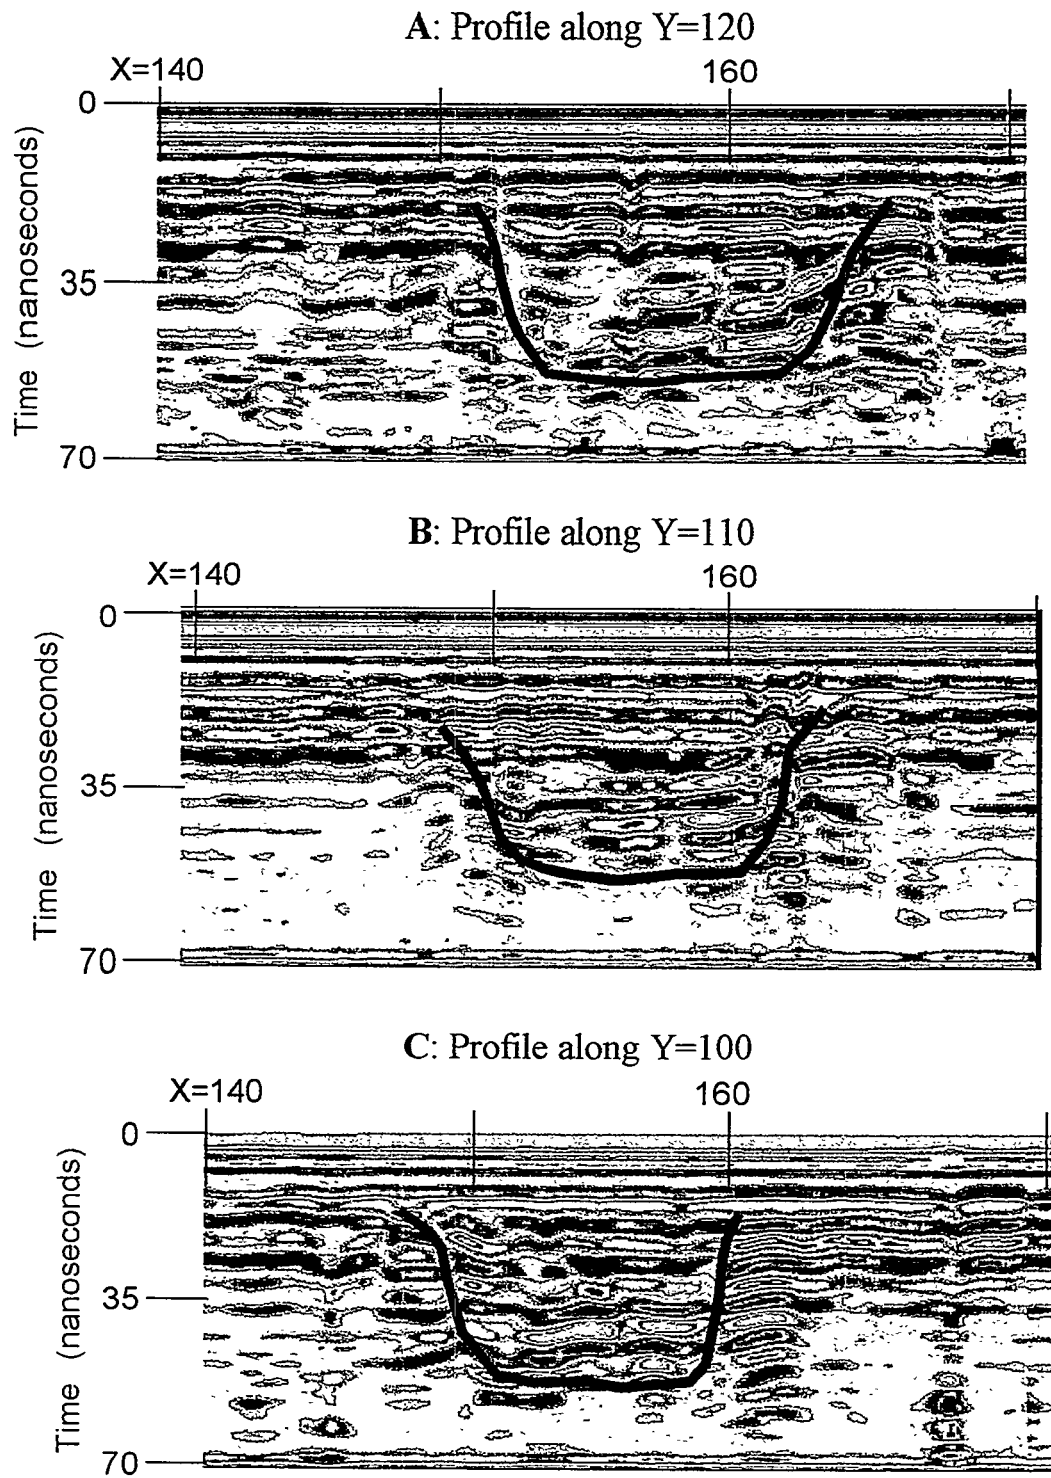 A: Profile along Y=120
X=140 160
0
35
70
Time (nanoseconds)
B: Profile along Y=110
X=140 160
0
35
70
Time (nanoseconds)
C: Profile along Y=100
X=140 160
0
35
70
Time (nanoseconds)